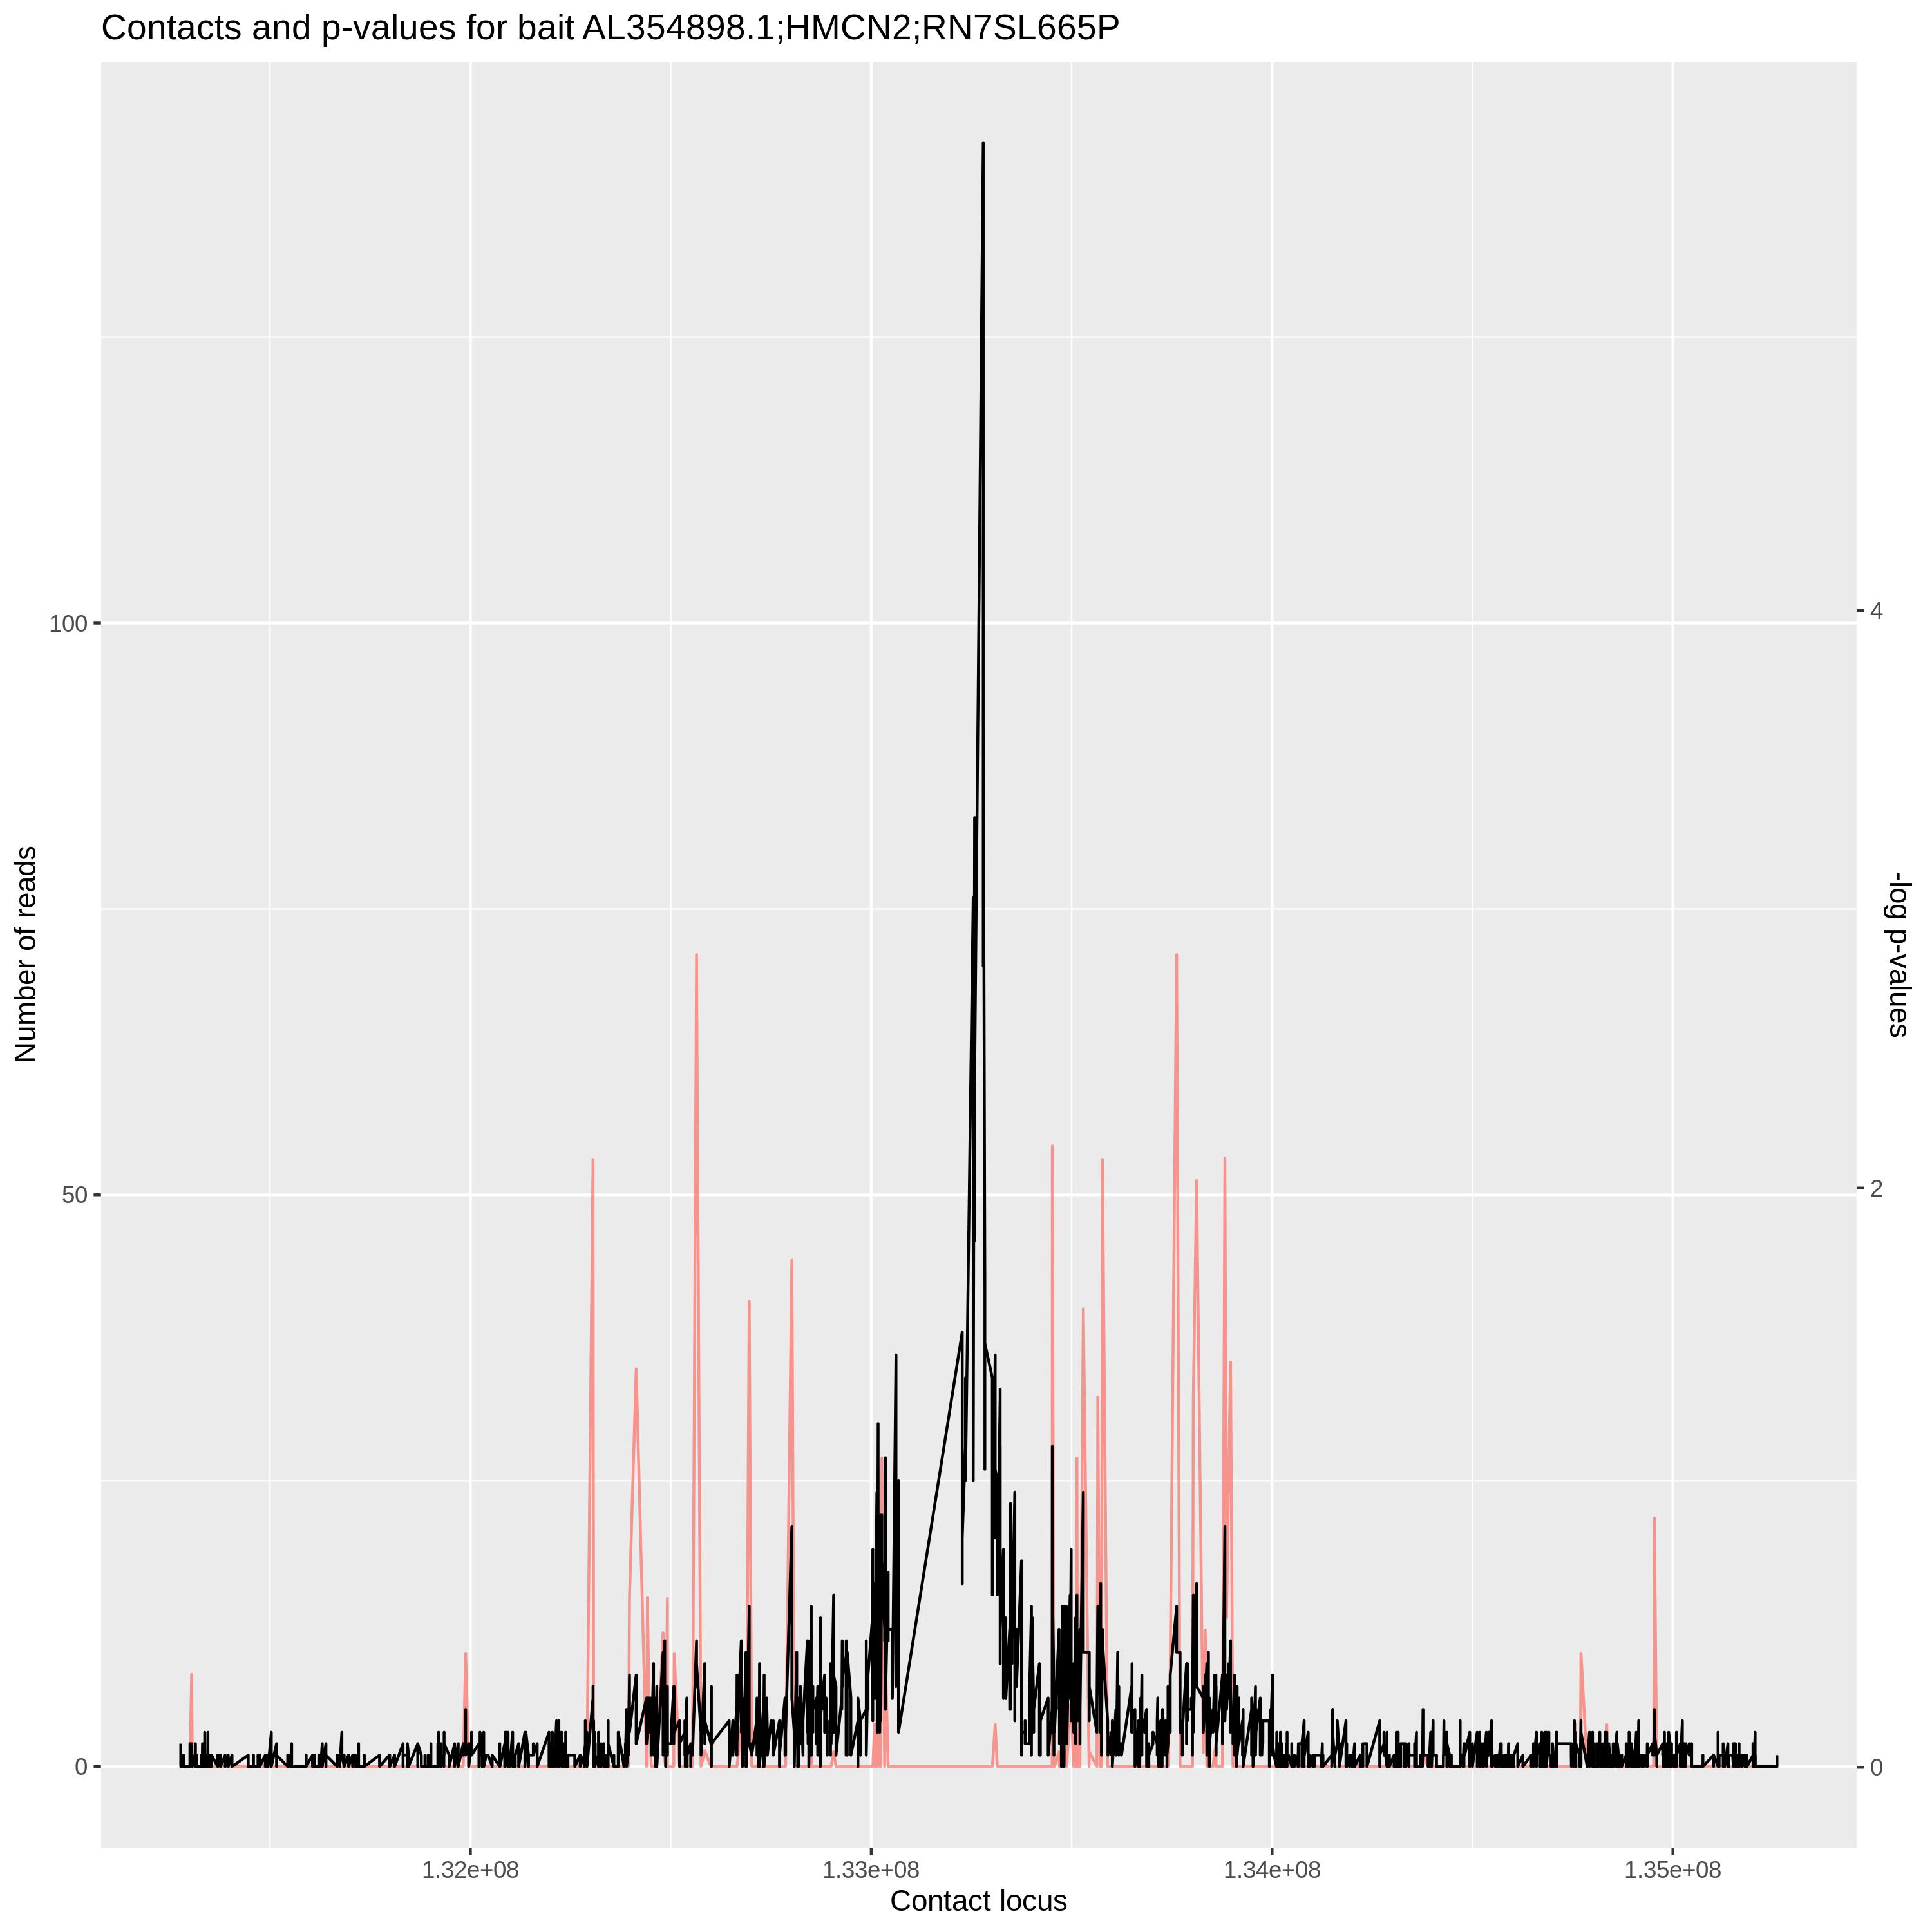 Contacts and p-values for bait AL354898.1;HMCN2;RN7SL665P
Number of reads
100
50
0
4
2
0
-log p-values
1.32e+08
1.33e+08
1.34e+08
1.35e+08
Contact locus